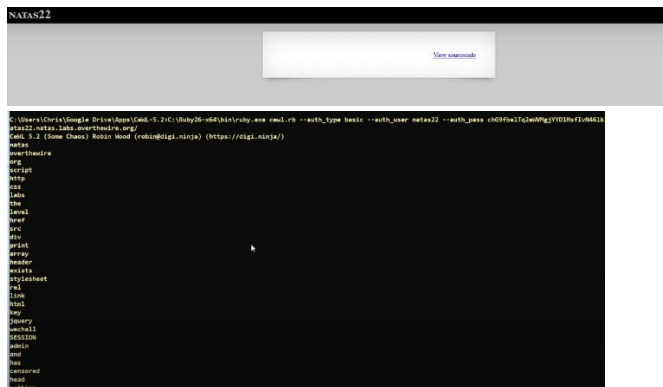 NATAS22
View sourcecode
C:\Users\Chris\Google Drive\Apps\CeWL-5.2>C:\Ruby26-x64\bin\ruby.exe cewl.rb --auth_type basic --auth_user natas22 --auth_pass
atas22.natas.labs.overthewire.org/
CeWL 5.2 (Some Chaos) Robin Wood (robin@digi.ninja) (https://digi.ninja/)
natas
overthewire
org
script
http
css
labs
the
level
href
src
div
print
array
header
exists
stylesheet
rel
link
html
key
jquery
wechall
SESSION
admin
and
has
censored
head